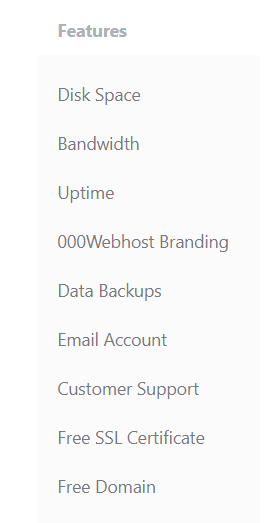 Features
Disk Space
Bandwidth
Uptime
000Webhost Branding
Data Backups
Email Account
Customer Support
Free SSL Certificate
Free Domain